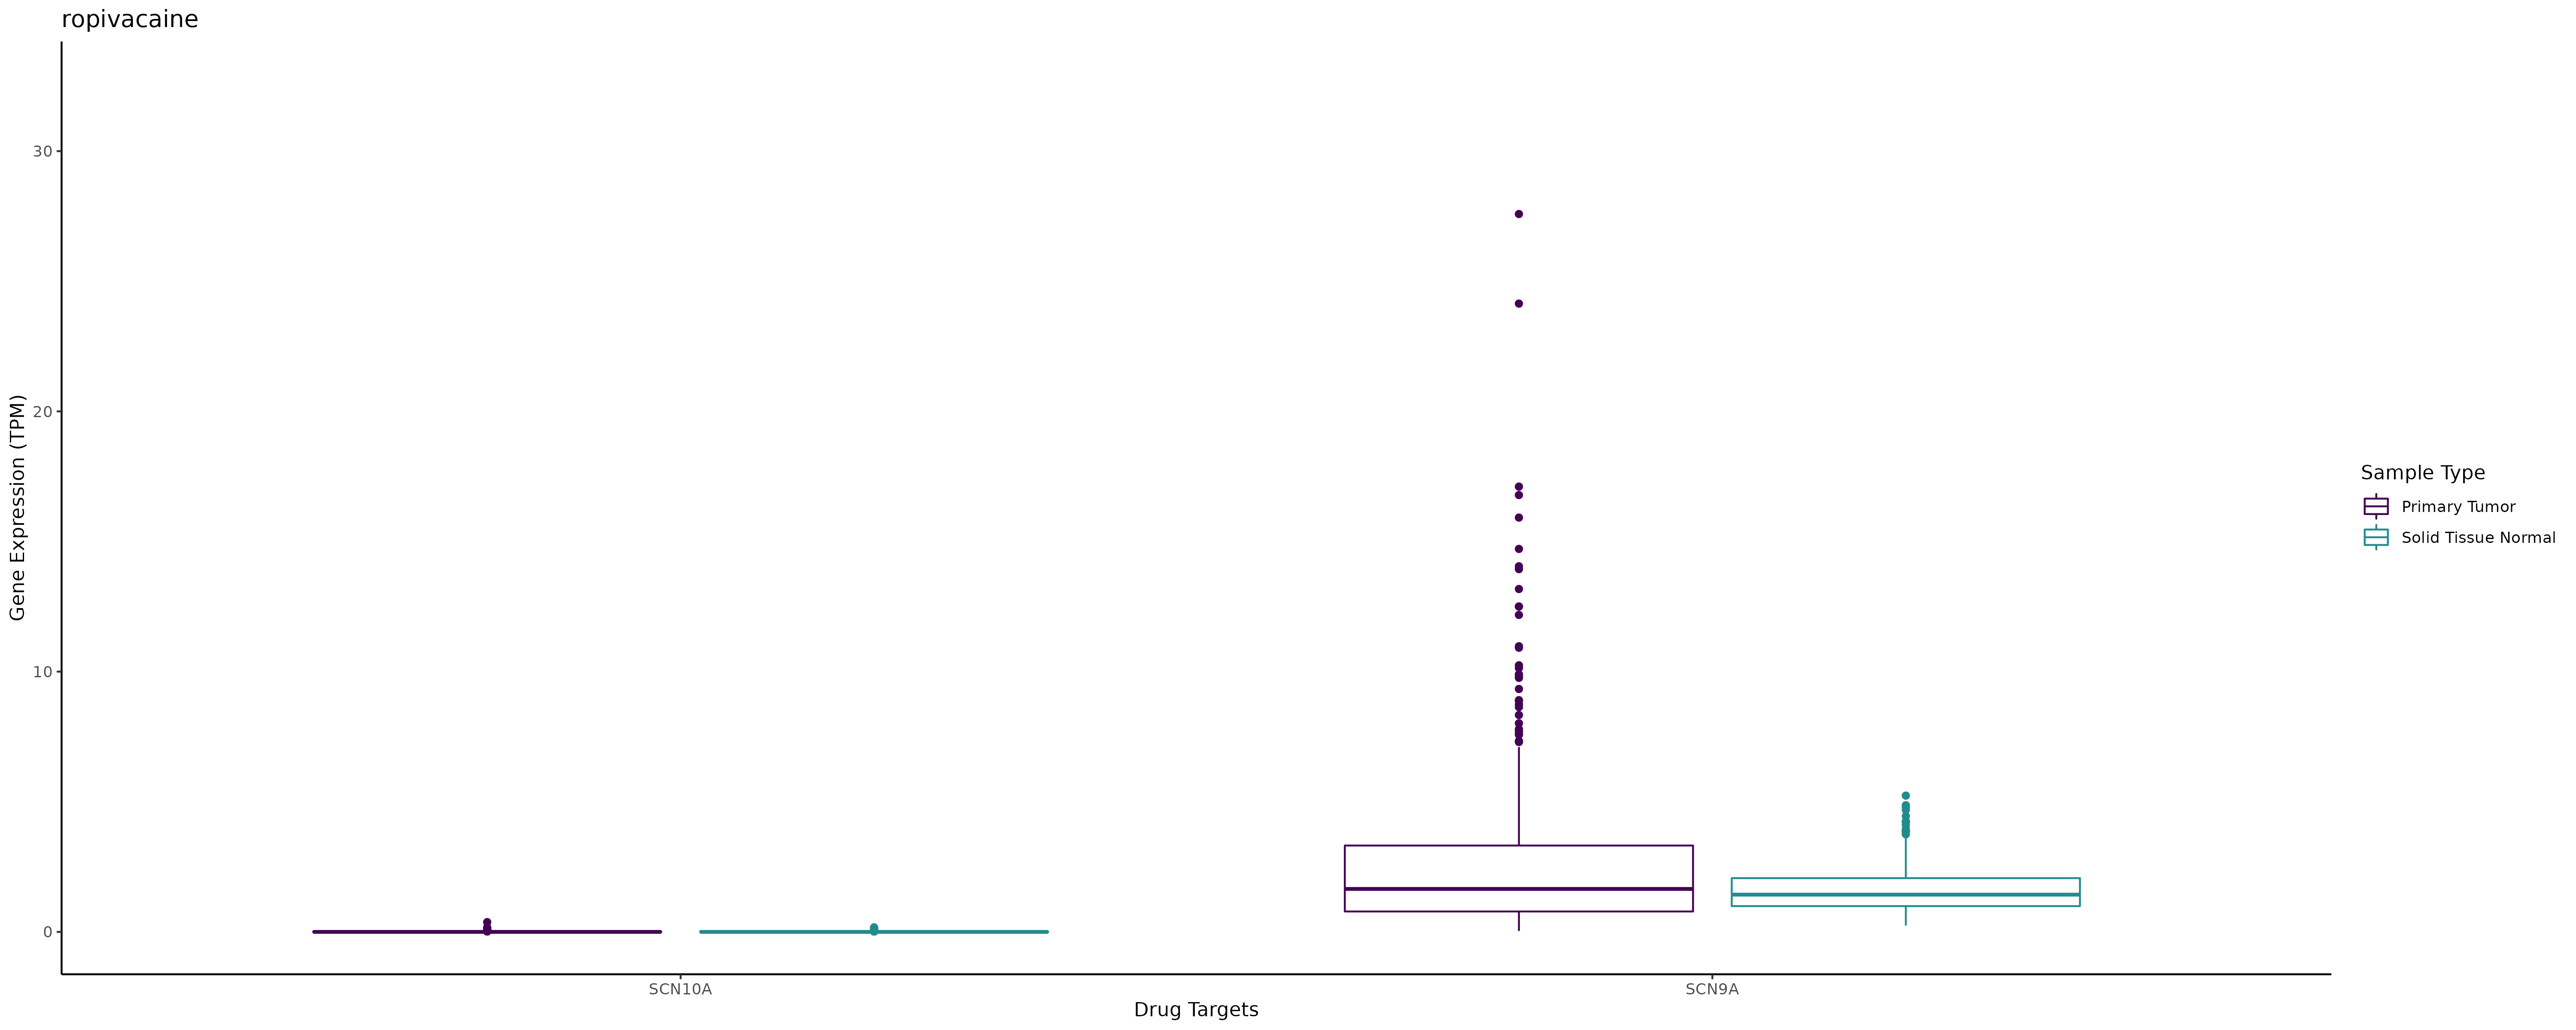 ropivacaine
Gene Expression (TPM)
30
20
10
0
SCN10A
SCN9A
Drug Targets
Sample Type
Primary Tumor
Solid Tissue Normal